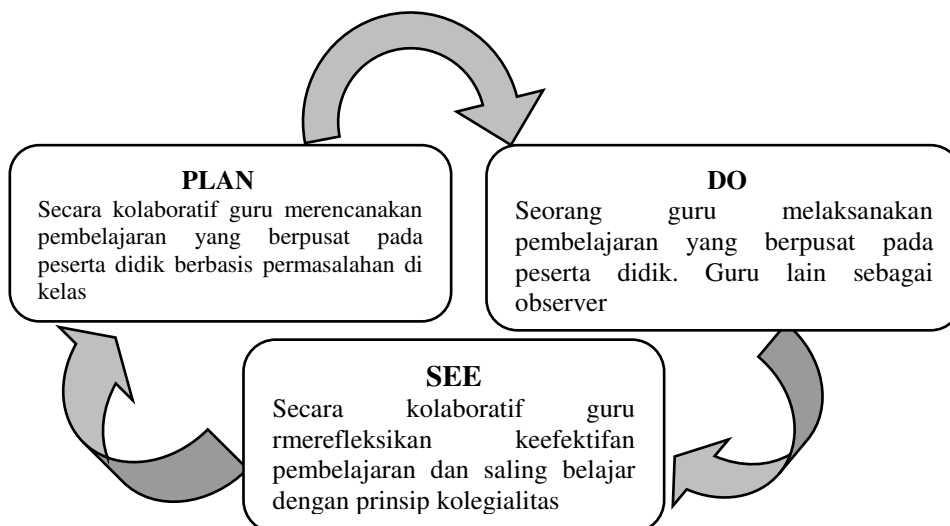 PLAN
Secara kolaboratif guru merencanakan
pembelajaran yang berpusat pada
peserta didik berbasis permasalahan di
kelas
DO
Seorang guru melaksanakan
pembelajaran yang berpusat pada
peserta didik. Guru lain sebagai
observer
SEE
Secara kolaboratif guru
rmerefleksikan keefektifan
pembelajaran dan saling belajar
dengan prinsip kolegialitas